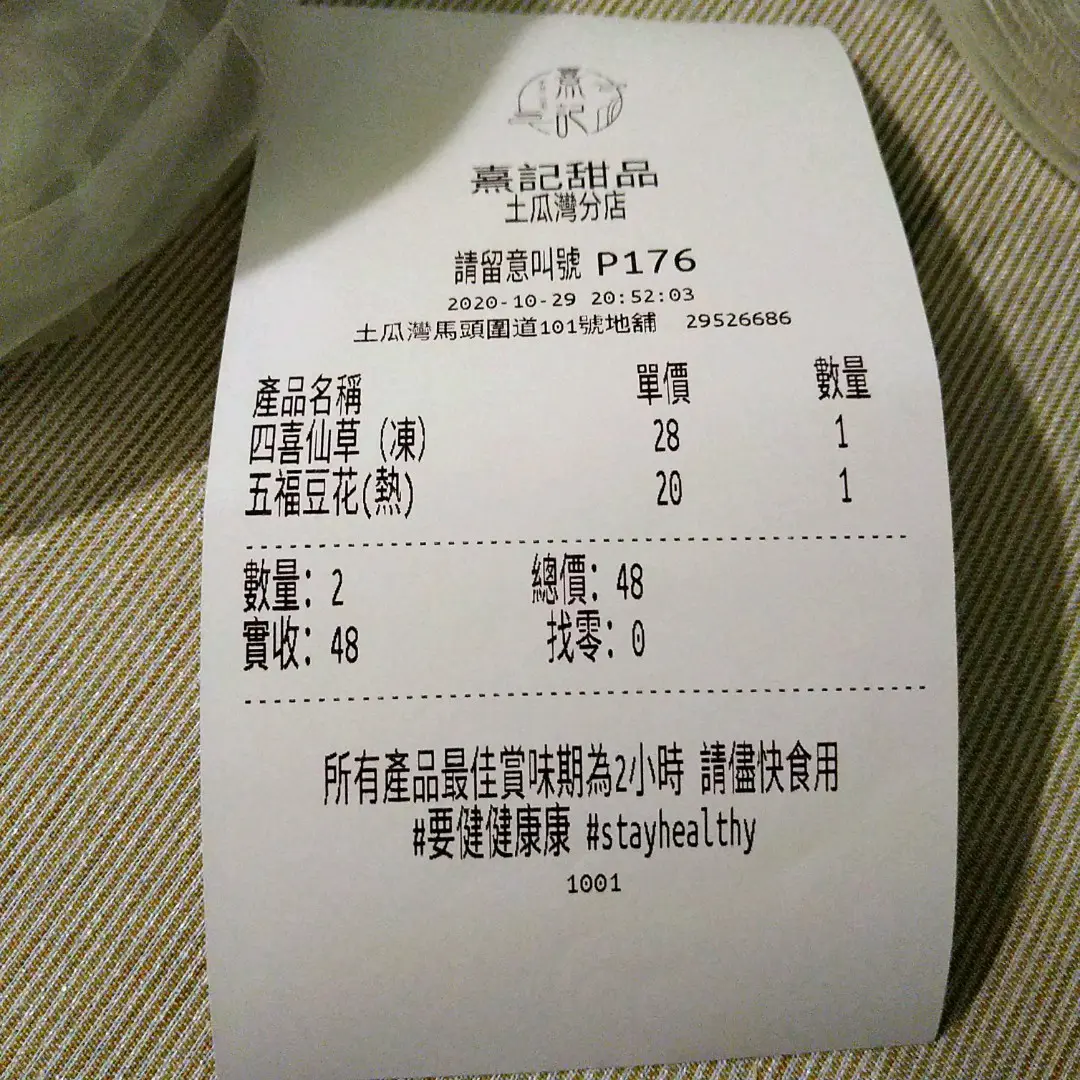 熹記
熹記甜品
土瓜灣分店
請留意叫號 P176
2020-10-29 20:52:03
土瓜灣馬頭圍道101號地舖 29526686
產品名稱 單價 數量
四喜仙草 (凍) 28 1
五福豆花(熱) 20 1
數量: 2 總價: 48
實收: 48 找零: 0
所有產品最佳賞味期為2小時 請儘快食用
#要健健康康 #stayhealthy
1001